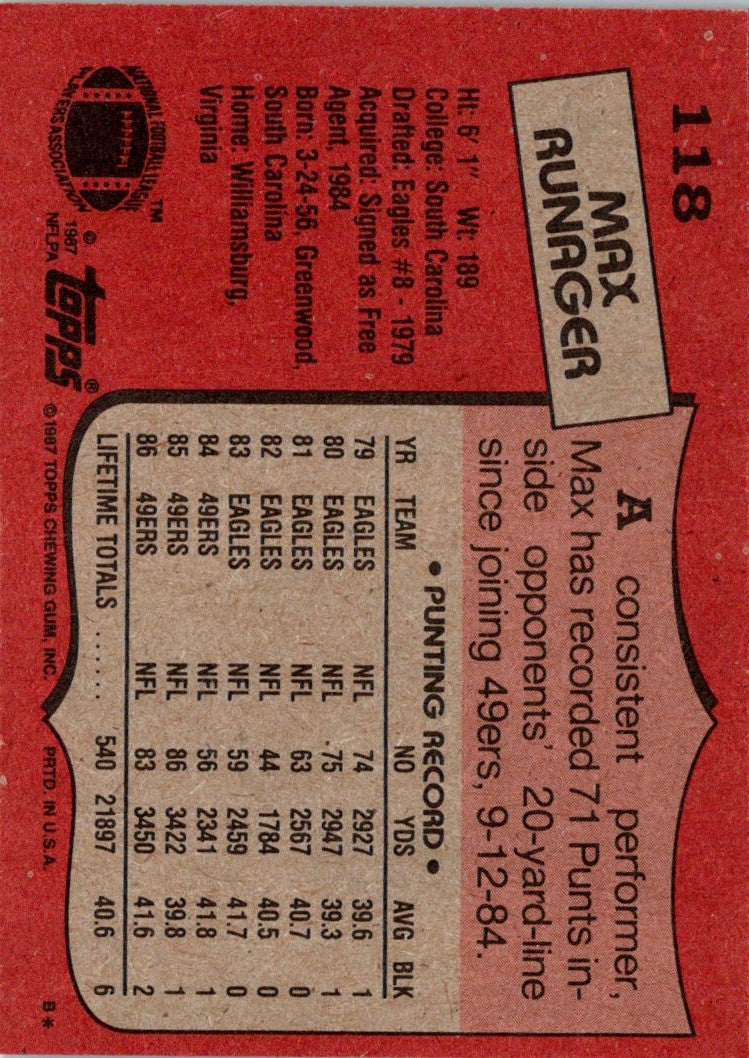 118
MAX
RUNAGER
Ht: 6' 1" Wt: 189
College: South Carolina
Drafted: Eagles #8 - 1979
Acquired: Signed as Free
Agent, 1984
Born: 3-24-56, Greenwood,
South Carolina
Home: Williamsburg,
Virginia
NATIONAL FOOTBALL LEAGUE
PLAYERS ASSOCIATION
TM
© 1987
NFLPA
topps®
A consistent performer,
Max has recorded 71 Punts in-
side opponents' 20-yard-line
since joining 49ers, 9-12-84.
• PUNTING RECORD •
YR TEAM NO YDS AVG BLK
79 EAGLES NFL 74 2927 39.6 1
80 EAGLES NFL 75 2947 39.3 1
81 EAGLES NFL 63 2567 40.7 0
82 EAGLES NFL 44 1784 40.5 0
83 EAGLES NFL 59 2459 41.7 0
84 49ERS NFL 56 2341 41.8 1
85 49ERS NFL 86 3422 39.8 1
86 49ERS NFL 83 3450 41.6 2
LIFETIME TOTALS ...... 540 21897 40.6 6
© 1987 TOPPS CHEWING GUM, INC. PRTD. IN U.S.A. B*